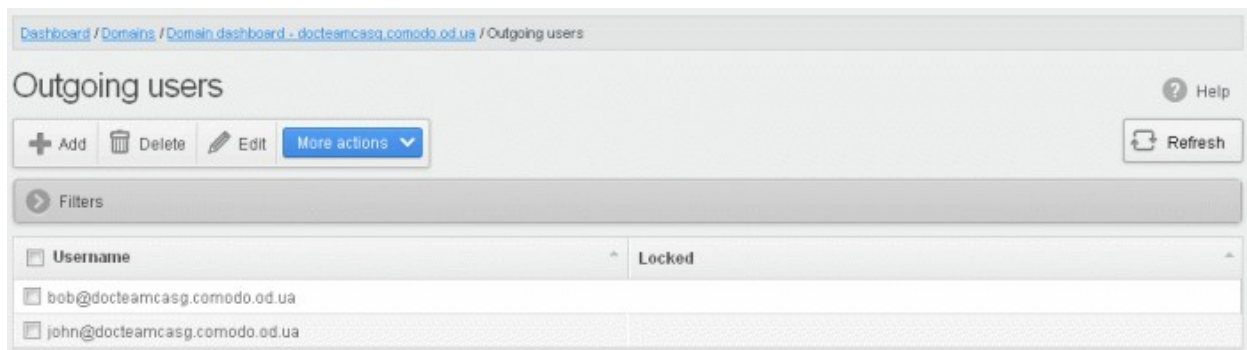 Dashboard / Domains / Domain dashboard - docteamcasg.comodo.od.ua / Outgoing users
Outgoing users
Help
Add Delete Edit More actions Refresh
Filters
Username Locked
bob@docteamcasg.comodo.od.ua
john@docteamcasg.comodo.od.ua